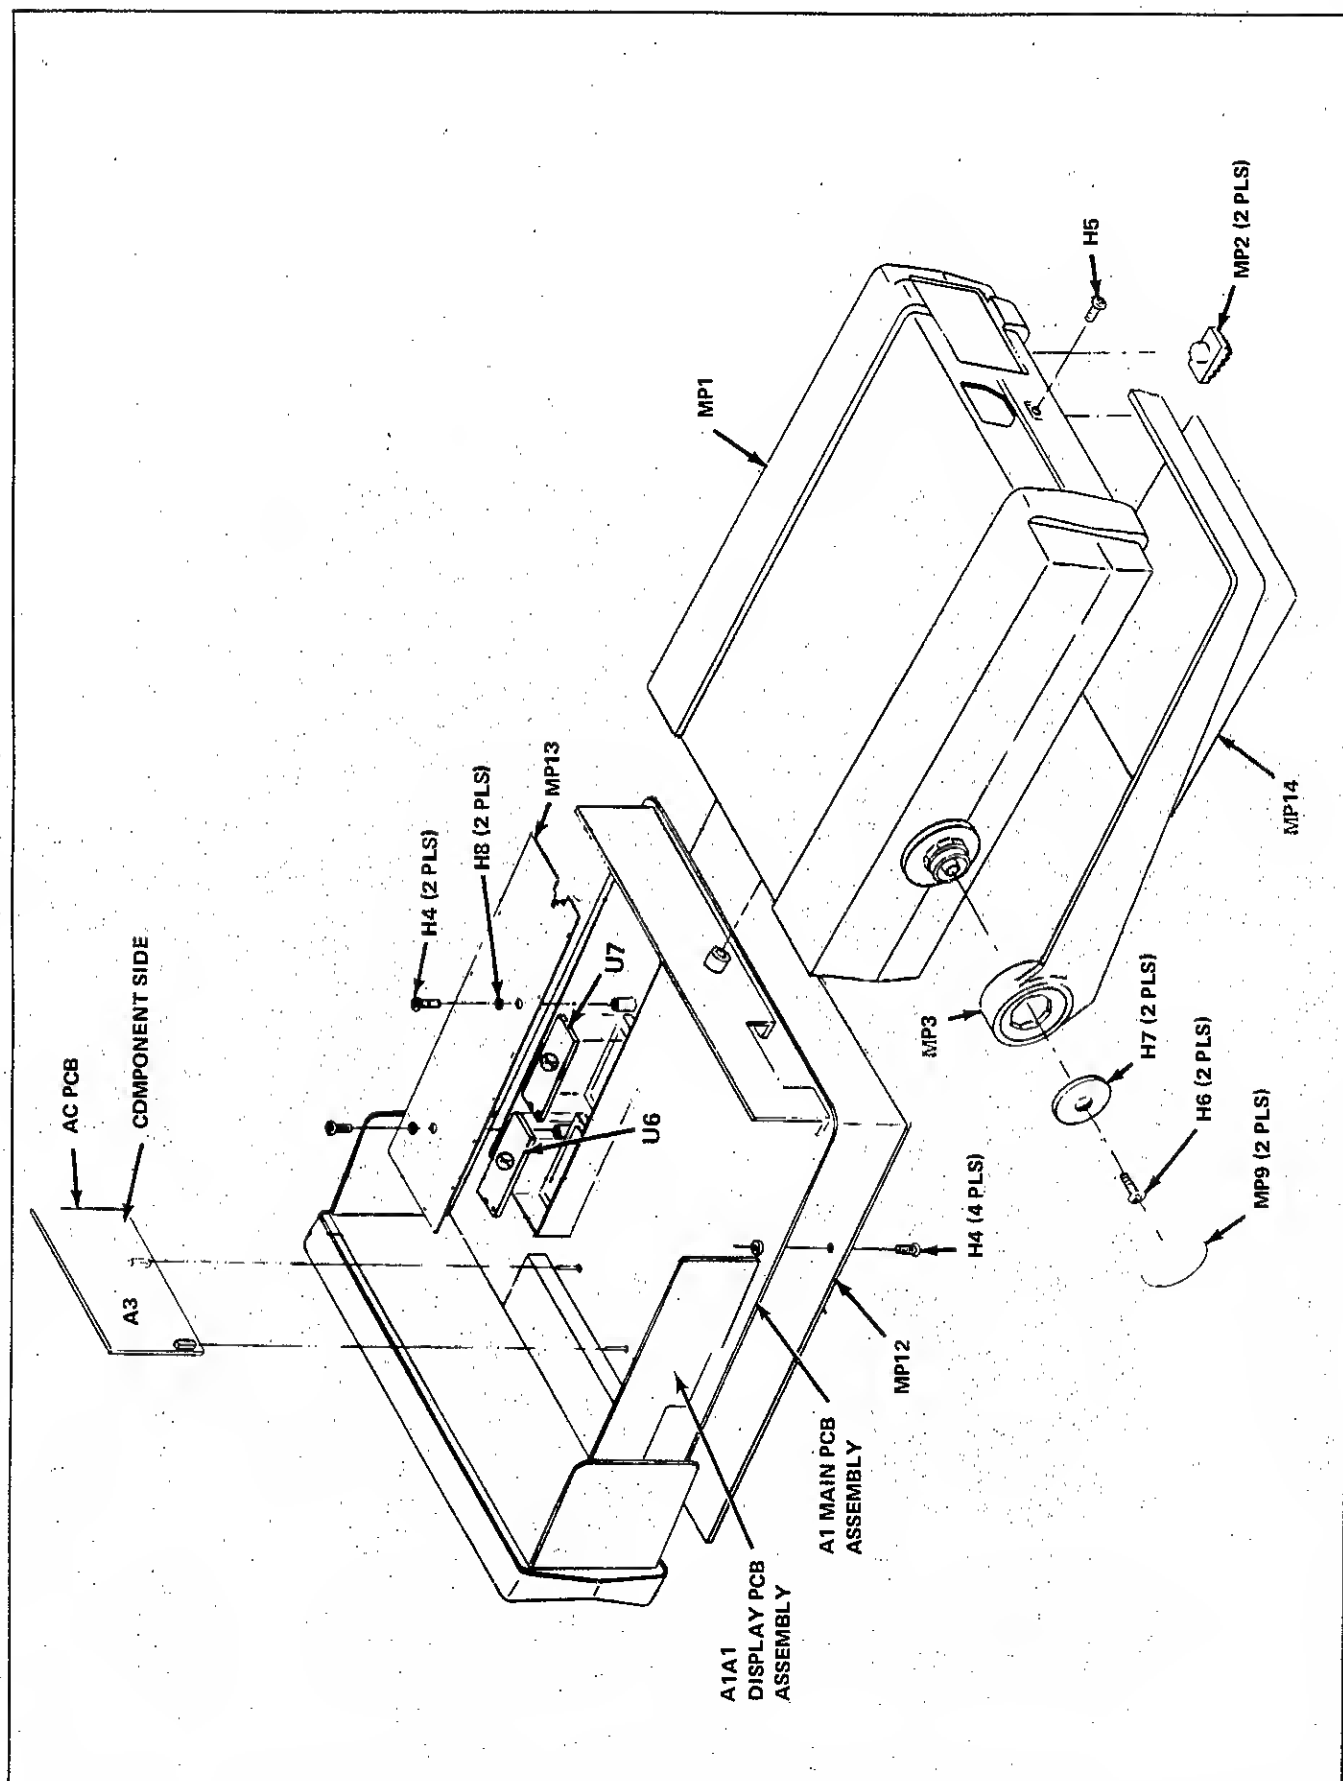 AC PCB
COMPONENT SIDE
A3
H4 (2 PLS)
H8 (2 PLS)
MP13
U7
U6
MP1
H5
MP2 (2 PLS)
MP14
MP3
H7 (2 PLS)
H6 (2 PLS)
MP9 (2 PLS)
H4 (4 PLS)
MP12
A1 MAIN PCB
ASSEMBLY
A1A1
DISPLAY PCB
ASSEMBLY